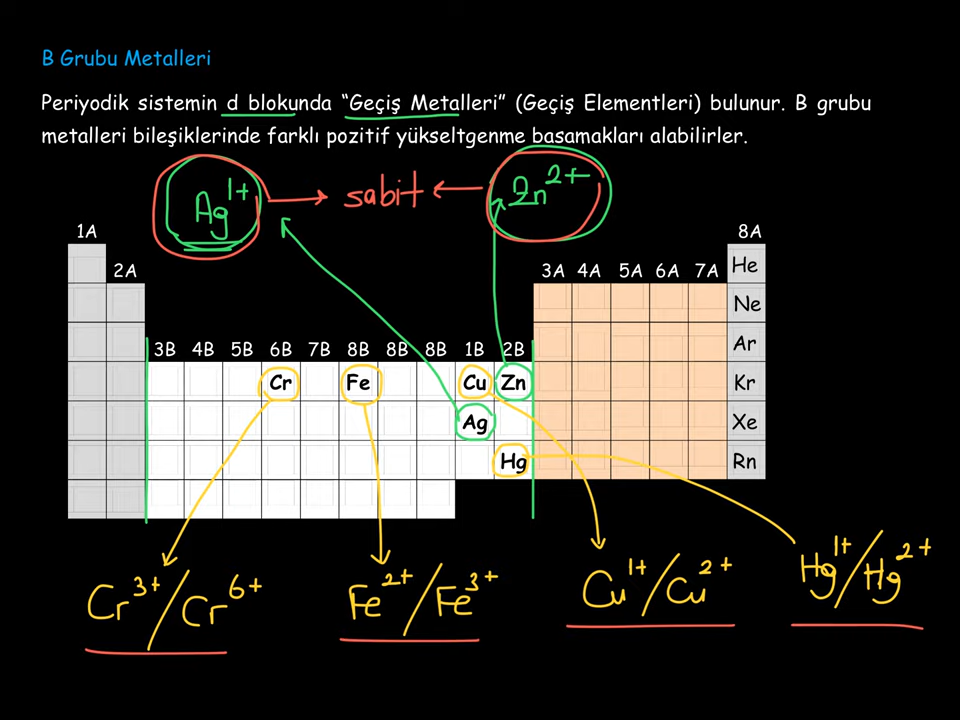 B Grubu Metalleri
Periyodik sistemin d blokunda “Geçiş Metalleri” (Geçiş Elementleri) bulunur. B grubu
metalleri bileşiklerinde farklı pozitif yükseltgenme basamakları alabilirler.
Ag¹⁺ → sabit ← Zn²⁺
1A 8A
2A 3A 4A 5A 6A 7A He
Ne
3B 4B 5B 6B 7B 8B 8B 8B 1B 2B Ar
Cr Fe Cu Zn Kr
Ag Xe
Hg Rn
Cr³⁺/Cr⁶⁺ Fe²⁺/Fe³⁺ Cu¹⁺/Cu²⁺ Hg¹⁺/Hg²⁺